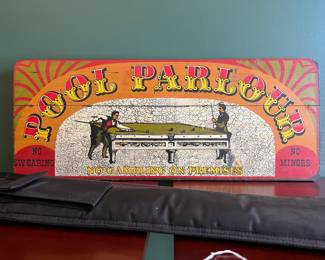 POOL PARLOUR
NO
SWEARING
NO
MINORS
NO GAMBLING ON PREMISES